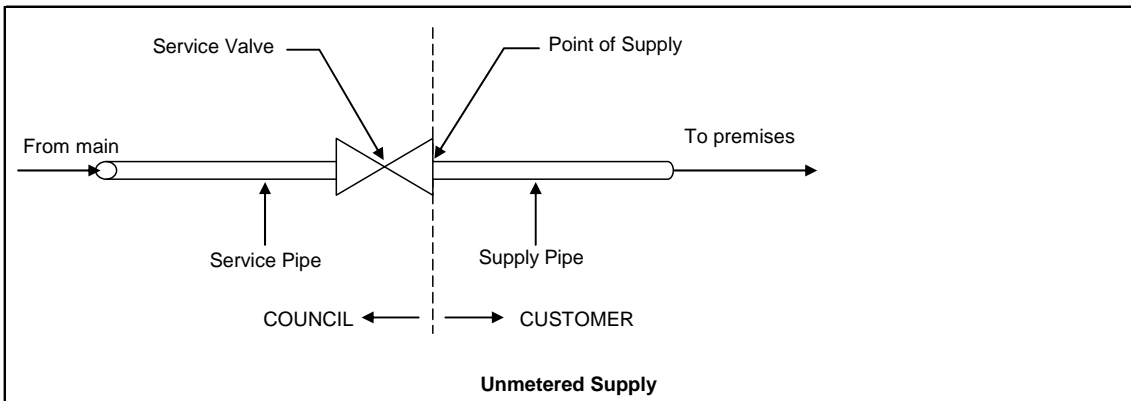 Service Valve
Point of Supply
From main
To premises
Service Pipe
Supply Pipe
COUNCIL
CUSTOMER
Unmetered Supply